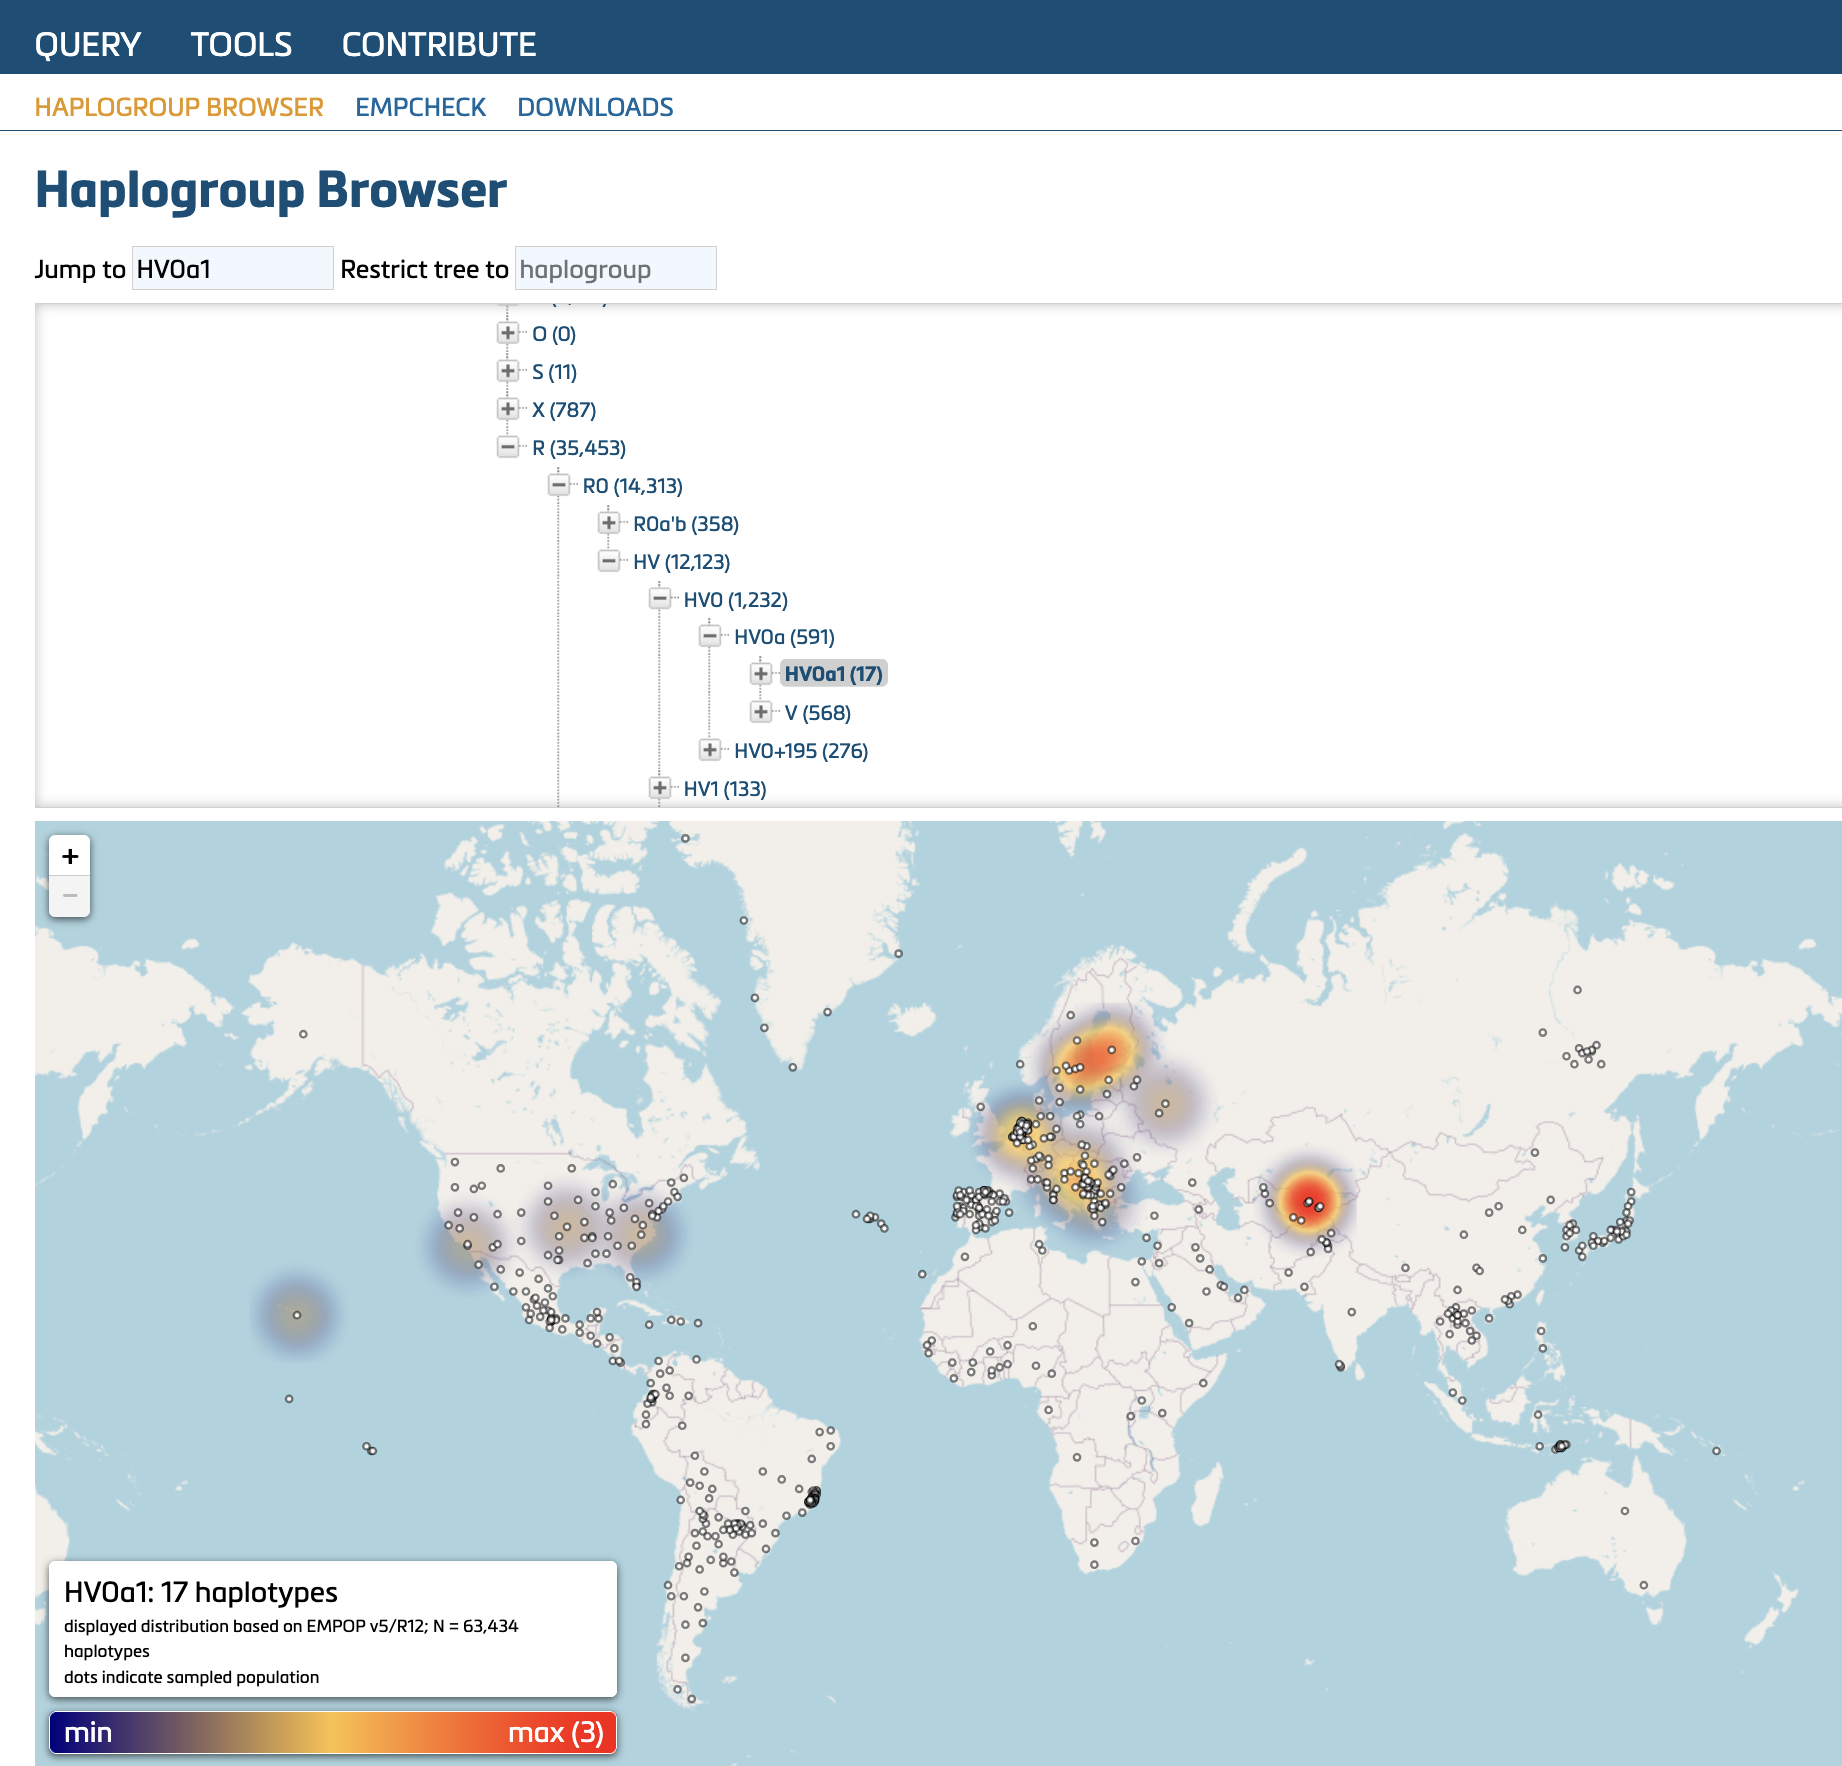 QUERY TOOLS CONTRIBUTE
HAPLOGROUP BROWSER EMPCHECK DOWNLOADS
Haplogroup Browser
Jump to HV0a1 Restrict tree to haplogroup
O (0)
S (11)
X (787)
R (35,453)
R0 (14,313)
R0a'b (358)
HV (12,123)
HV0 (1,232)
HV0a (591)
HV0a1 (17)
V (568)
HV0+195 (276)
HV1 (133)
+
−
HV0a1: 17 haplotypes
displayed distribution based on EMPOP v5/R12; N = 63,434
haplotypes
dots indicate sampled population
min max (3)